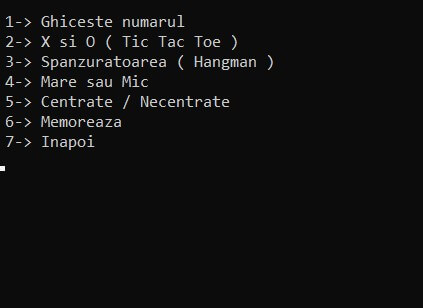 1-> Ghiceste numarul
2-> X si O ( Tic Tac Toe )
3-> Spanzuratoarea ( Hangman )
4-> Mare sau Mic
5-> Centrate / Necentrate
6-> Memoreaza
7-> Inapoi